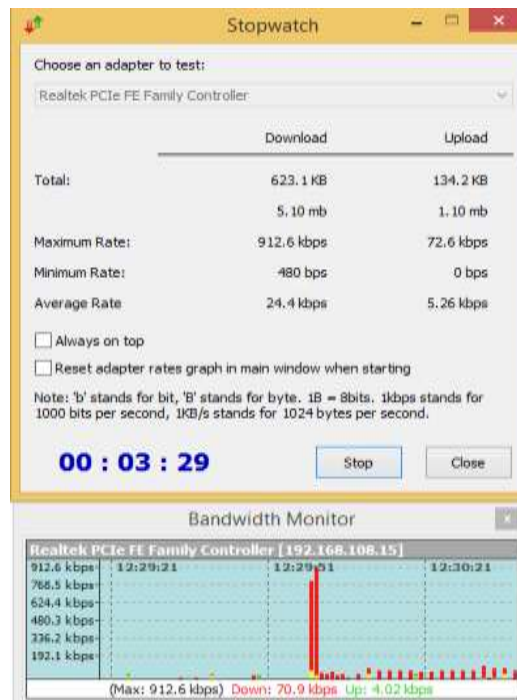 Stopwatch
Choose an adapter to test:
Realtek PCIe FE Family Controller
Download Upload
Total: 623.1 KB 134.2 KB
5.10 mb 1.10 mb
Maximum Rate: 912.6 kbps 72.6 kbps
Minimum Rate: 480 bps 0 bps
Average Rate 24.4 kbps 5.26 kbps
Always on top
Reset adapter rates graph in main window when starting
Note: 'b' stands for bit, 'B' stands for byte. 1B = 8bits. 1kbps stands for
1000 bits per second, 1KB/s stands for 1024 bytes per second.
00 : 03 : 29 Stop Close
Bandwidth Monitor
Realtek PCIe FE Family Controller [192.168.108.15]
912.6 kbps 12:29:21 12:29:51 12:30:21
768.5 kbps
624.4 kbps
480.3 kbps
336.2 kbps
192.1 kbps
(Max: 912.6 kbps) Down: 70.9 kbps Up: 4.02 kbps